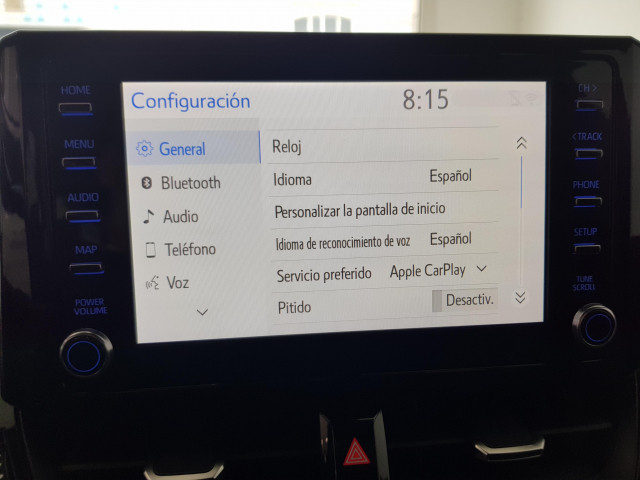 HOME
MENU
AUDIO
MAP
POWER
VOLUME
Configuración 8:15
General
Bluetooth
Audio
Teléfono
Voz
Reloj
Idioma Español
Personalizar la pantalla de inicio
Idioma de reconocimiento de voz Español
Servicio preferido Apple CarPlay
Pitido Desactiv.
CH >
< TRACK
PHONE
SETUP
TUNE
SCROLL